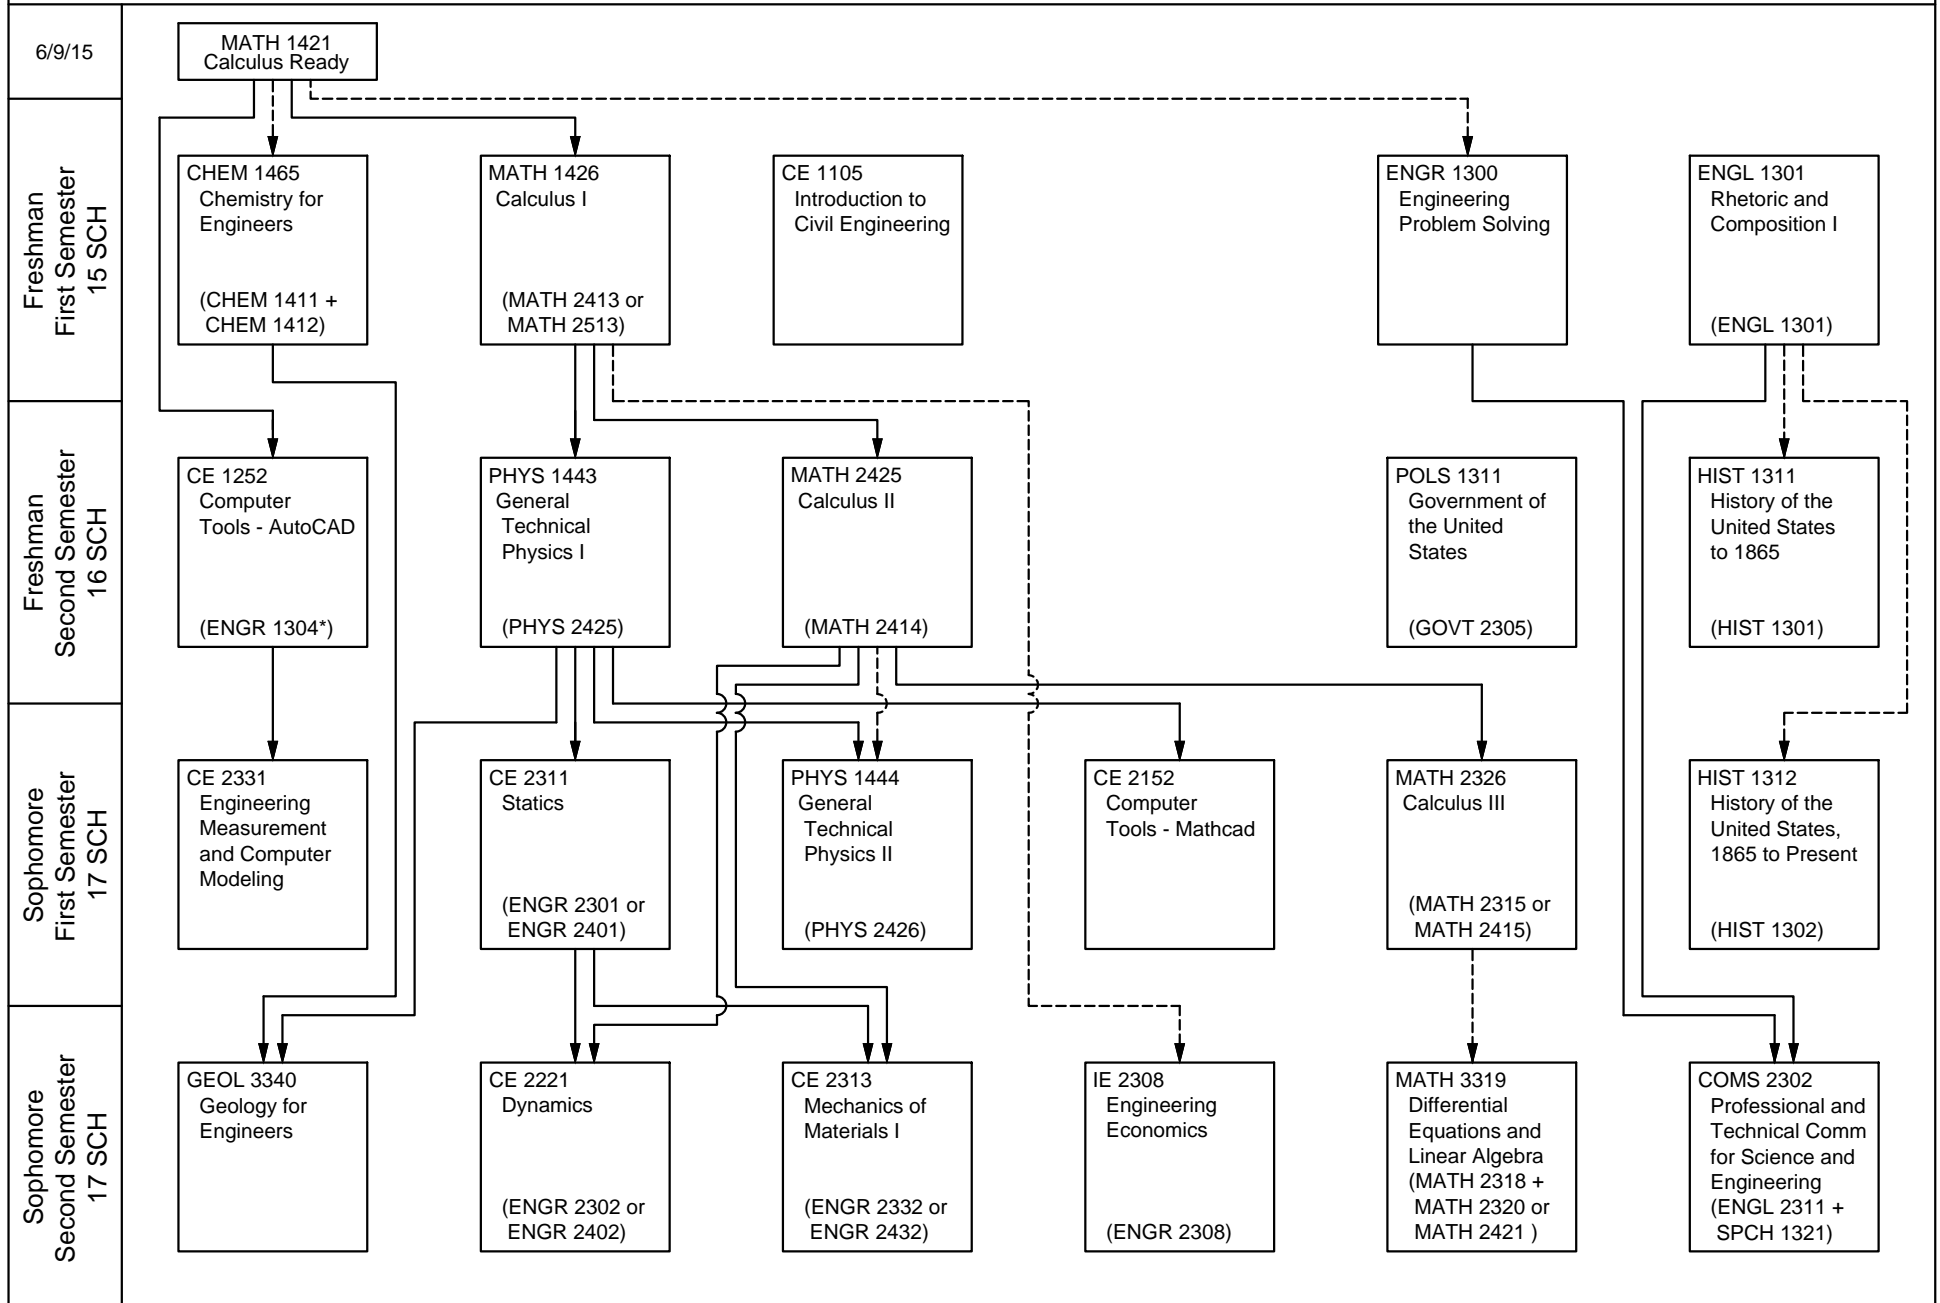 6/9/15
MATH 1421
Calculus Ready
Freshman
First Semester
15 SCH
CHEM 1465
Chemistry for
Engineers
(CHEM 1411 +
CHEM 1412)
MATH 1426
Calculus I
(MATH 2413 or
MATH 2513)
CE 1105
Introduction to
Civil Engineering
ENGR 1300
Engineering
Problem Solving
ENGL 1301
Rhetoric and
Composition I
(ENGL 1301)
Freshman
Second Semester
16 SCH
CE 1252
Computer
Tools - AutoCAD
(ENGR 1304*)
PHYS 1443
General
Technical
Physics I
(PHYS 2425)
MATH 2425
Calculus II
(MATH 2414)
POLS 1311
Government of
the United
States
(GOVT 2305)
HIST 1311
History of the
United States
to 1865
(HIST 1301)
Sophomore
First Semester
17 SCH
CE 2331
Engineering
Measurement
and Computer
Modeling
CE 2311
Statics
(ENGR 2301 or
ENGR 2401)
PHYS 1444
General
Technical
Physics II
(PHYS 2426)
CE 2152
Computer
Tools - Mathcad
MATH 2326
Calculus III
(MATH 2315 or
MATH 2415)
HIST 1312
History of the
United States,
1865 to Present
(HIST 1302)
Sophomore
Second Semester
17 SCH
GEOL 3340
Geology for
Engineers
CE 2221
Dynamics
(ENGR 2302 or
ENGR 2402)
CE 2313
Mechanics of
Materials I
(ENGR 2332 or
ENGR 2432)
IE 2308
Engineering
Economics
(ENGR 2308)
MATH 3319
Differential
Equations and
Linear Algebra
(MATH 2318 +
MATH 2320 or
MATH 2421 )
COMS 2302
Professional and
Technical Comm
for Science and
Engineering
(ENGL 2311 +
SPCH 1321)